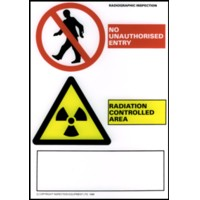 RADIOGRAPHIC INSPECTION
NO
UNAUTHORISED
ENTRY
RADIATION
CONTROLLED
AREA